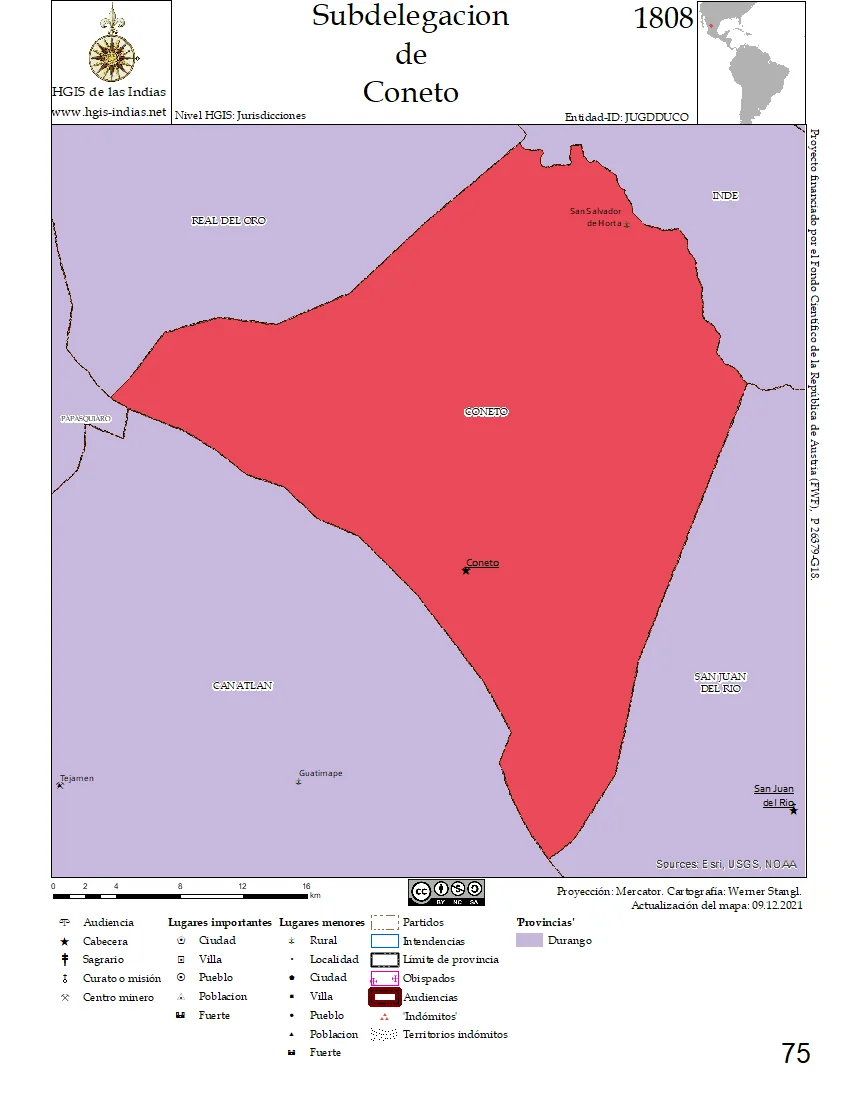 Subdelegacion
de
Coneto
1808
HGIS de las Indias
www.hgis-indias.net
Nivel HGIS: Jurisdicciones
Entidad-ID: JUGDDUCO
Proyecto financiado por el Fondo Científico de la República de Austria (FWF), P 26379-G18.
INDE
San Salvador
de Horta
REAL DEL ORO
CONETO
PAPASQUIARO
Coneto
CANATLAN
SAN JUAN
DEL RIO
Tejamen
Guatimape
San Juan
del Rio
Sources: Esri, USGS, NOAA
0 2 4 8 12 16
km
CC BY NC SA
Proyección: Mercator. Cartografía: Werner Stangl.
Actualización del mapa: 09.12.2021
Audiencia
Cabecera
Sagrario
Curato o misión
Centro minero
Lugares importantes
Ciudad
Villa
Pueblo
Poblacion
Fuerte
Lugares menores
Rural
Localidad
Ciudad
Villa
Pueblo
Poblacion
Fuerte
Partidos
Intendencias
Límite de provincia
Obispados
Audiencias
'Indómitos'
Territorios indómitos
'Provincias'
Durango
75